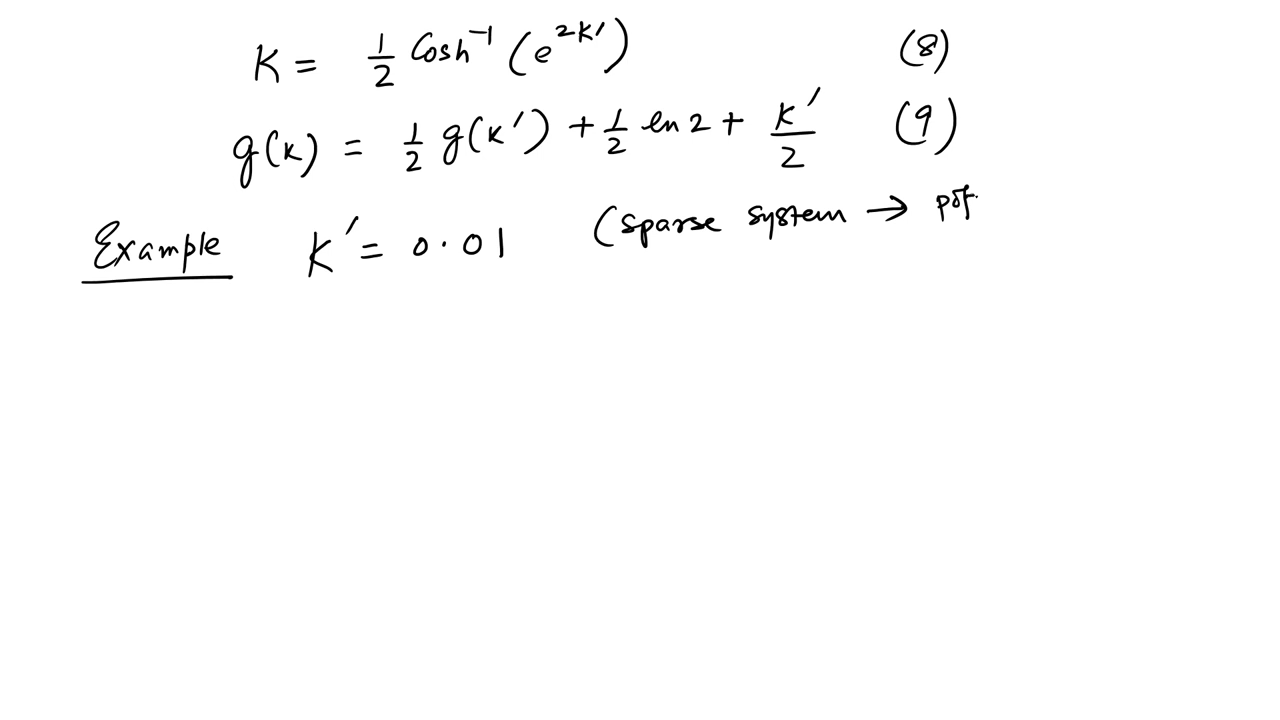 K = 1/2 Cosh⁻¹ (e^{2K′}) (8)
g(K) = 1/2 g(K′) + 1/2 ln 2 + K′/2 (9)
Example K′ = 0.01 (Sparse system → pdf.